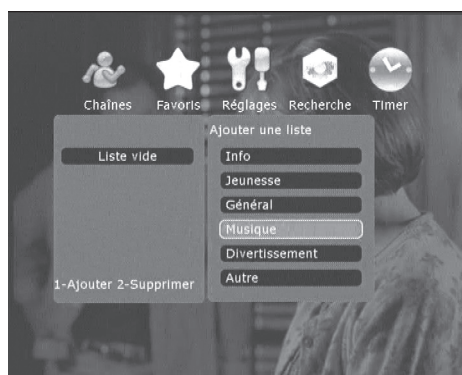 Chaînes Favoris Réglages Recherche Timer
Ajouter une liste
Liste vide
Info
Jeunesse
Général
Musique
Divertissement
Autre
1-Ajouter 2-Supprimer